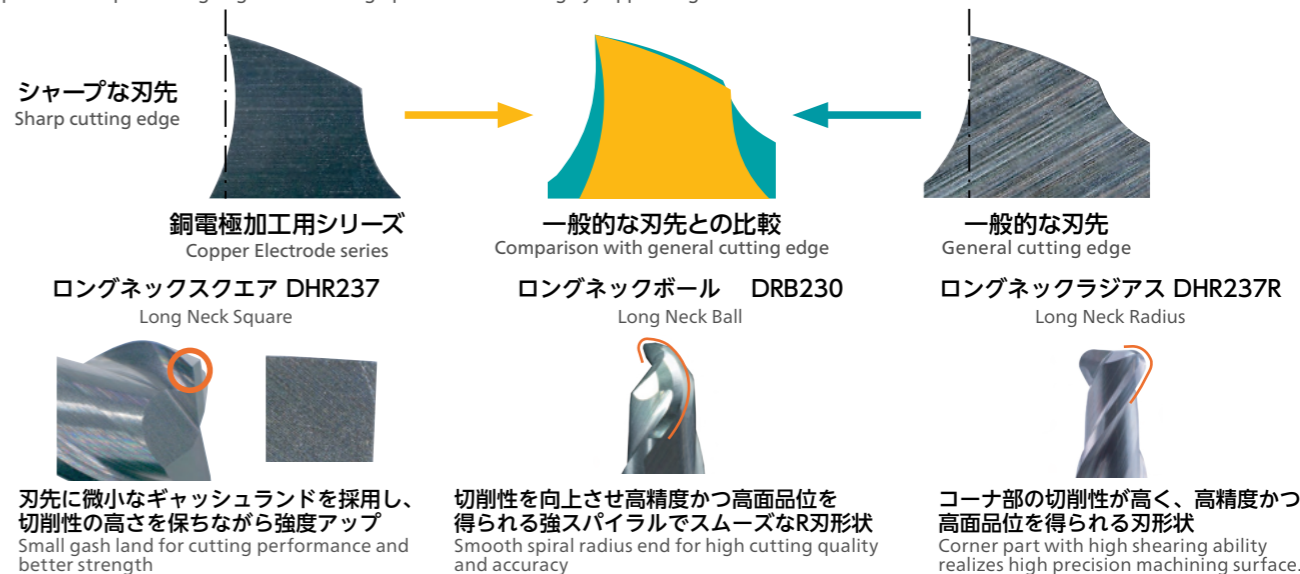 シャープな刃先
Sharp cutting edge
銅電極加工用シリーズ
Copper Electrode series
一般的な刃先との比較
Comparison with general cutting edge
一般的な刃先
General cutting edge
ロングネックスクエア DHR237
Long Neck Square
ロングネックボール DRB230
Long Neck Ball
ロングネックラジアス DHR237R
Long Neck Radius
刃先に微小なギャッシュランドを採用し、
切削性の高さを保ちながら強度アップ
Small gash land for cutting performance and
better strength
切削性を向上させ高精度かつ高面品位を
得られる強スパイラルでスムーズなR刃形状
Smooth spiral radius end for high cutting quality
and accuracy
コーナ部の切削性が高く、高精度かつ
高面品位を得られる刃形状
Corner part with high shearing ability
realizes high precision machining surface.